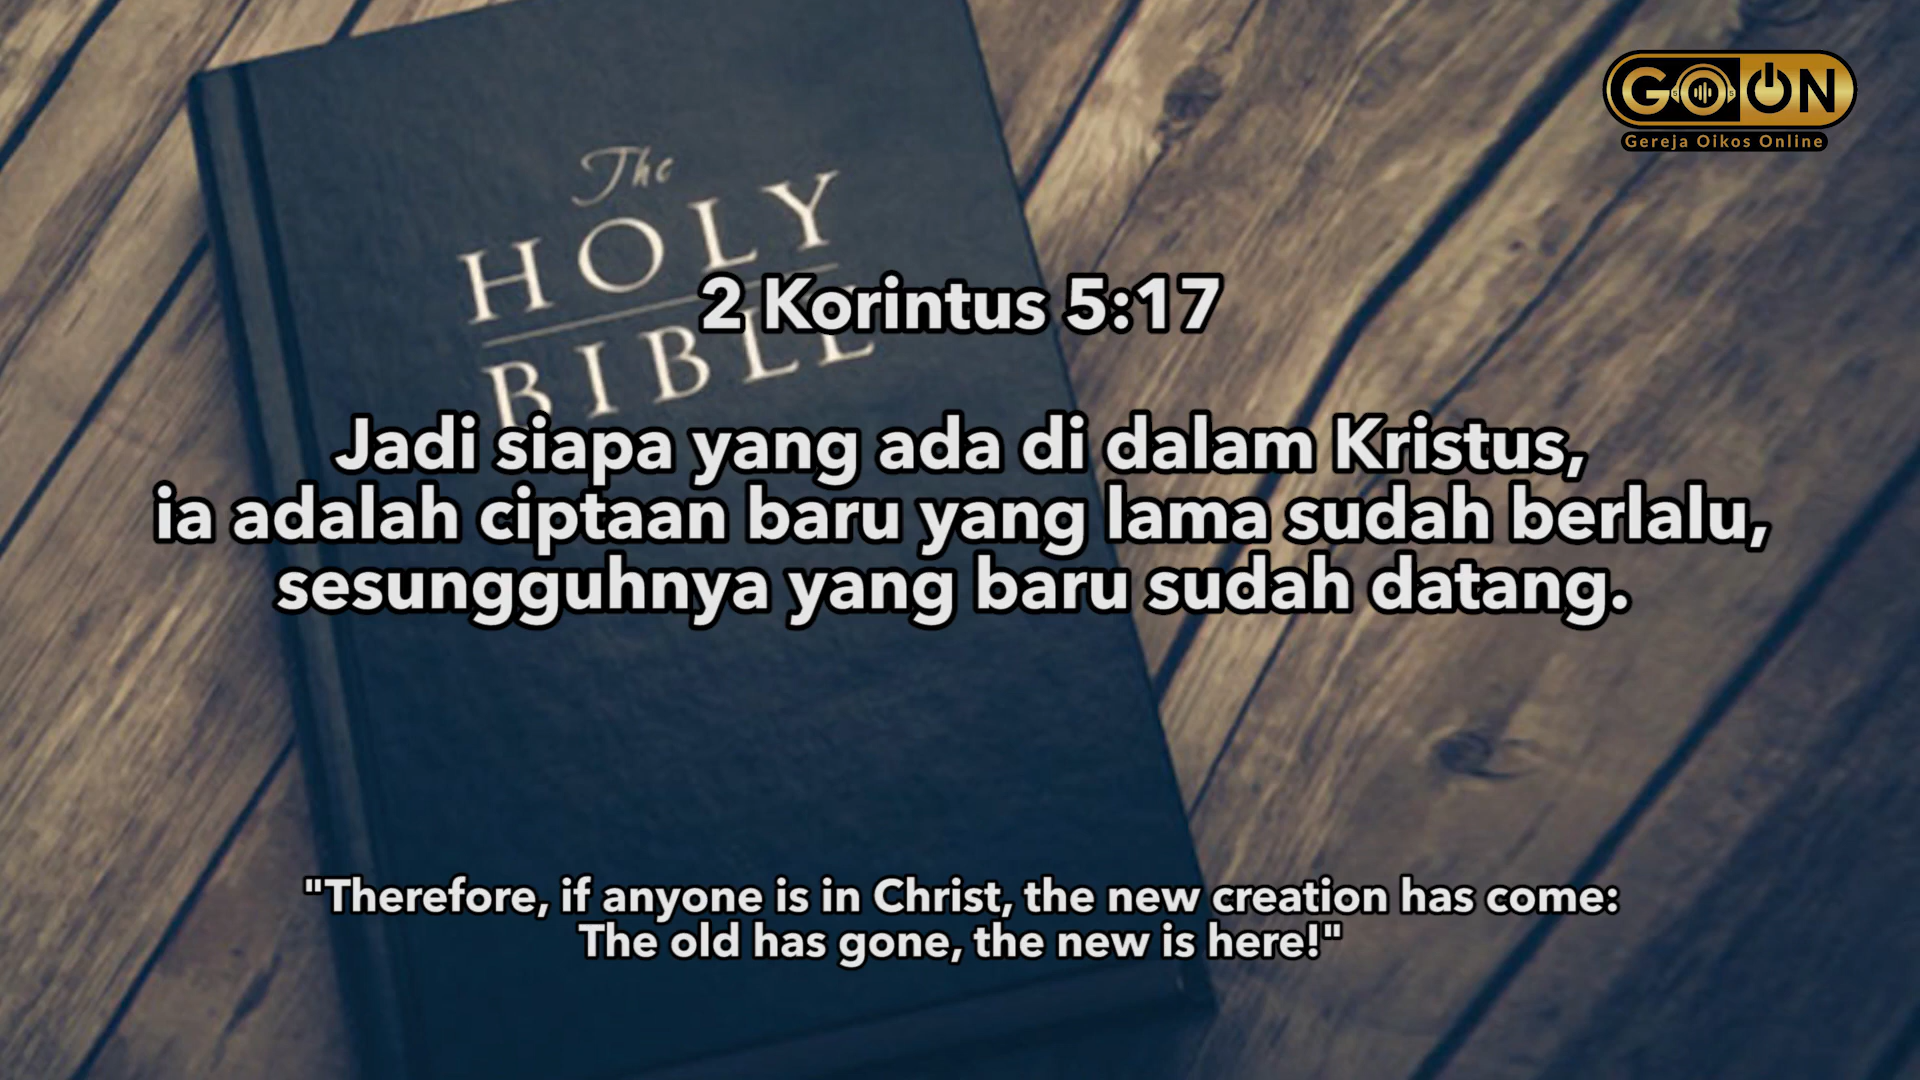 GOON
Gereja Oikos Online
The
HOLY
BIBLE
2 Korintus 5:17
Jadi siapa yang ada di dalam Kristus,
ia adalah ciptaan baru yang lama sudah berlalu,
sesungguhnya yang baru sudah datang.
"Therefore, if anyone is in Christ, the new creation has come:
The old has gone, the new is here!"